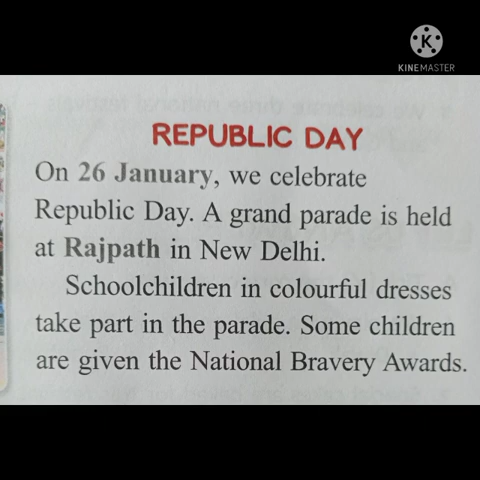 K
KINEMASTER
REPUBLIC DAY
On 26 January, we celebrate
Republic Day. A grand parade is held
at Rajpath in New Delhi.
Schoolchildren in colourful dresses
take part in the parade. Some children
are given the National Bravery Awards.